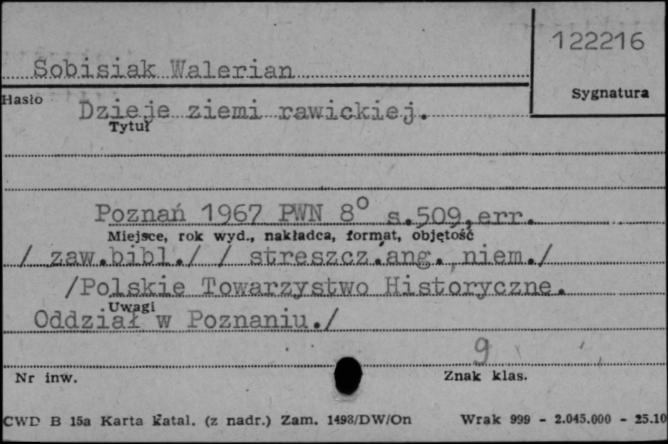 122216
Sobisiak Walerian
Hasło
Sygnatura
Dzieje ziemi rawickiej.
Tytuł
Poznań 1967 PWN 8° s.509,err.
Miejsce, rok wyd., nakładca, format, objętość
/ zaw.bibl./ / streszcz.ang. niem./
/Polskie Towarzystwo Historyczne.
Uwagi
Oddział w Poznaniu./
9
Nr inw.
Znak klas.
CWD B 15a Karta katal. (z nadr.) Zam. 1493/DW/On Wrak 999 - 2.045.000 - 25.10